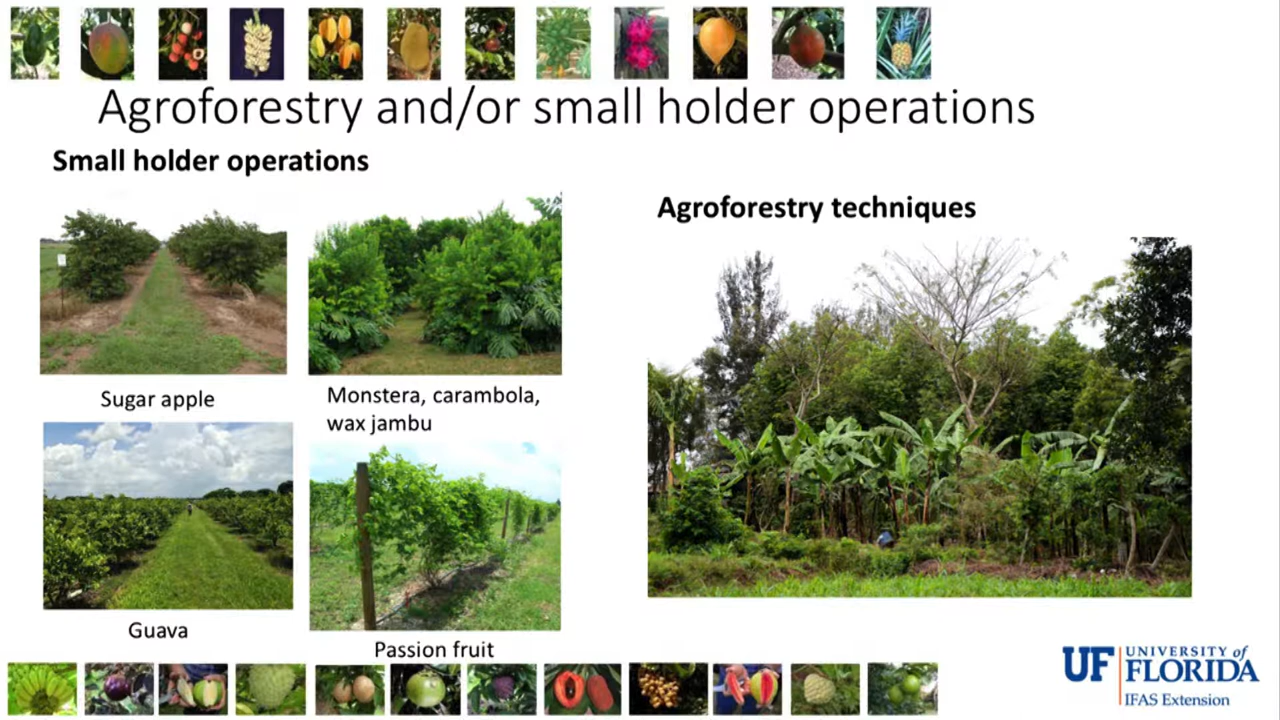 Agroforestry and/or small holder operations
Small holder operations
Agroforestry techniques
Sugar apple
Monstera, carambola,
wax jambu
Guava
Passion fruit
UF UNIVERSITY of
FLORIDA
IFAS Extension